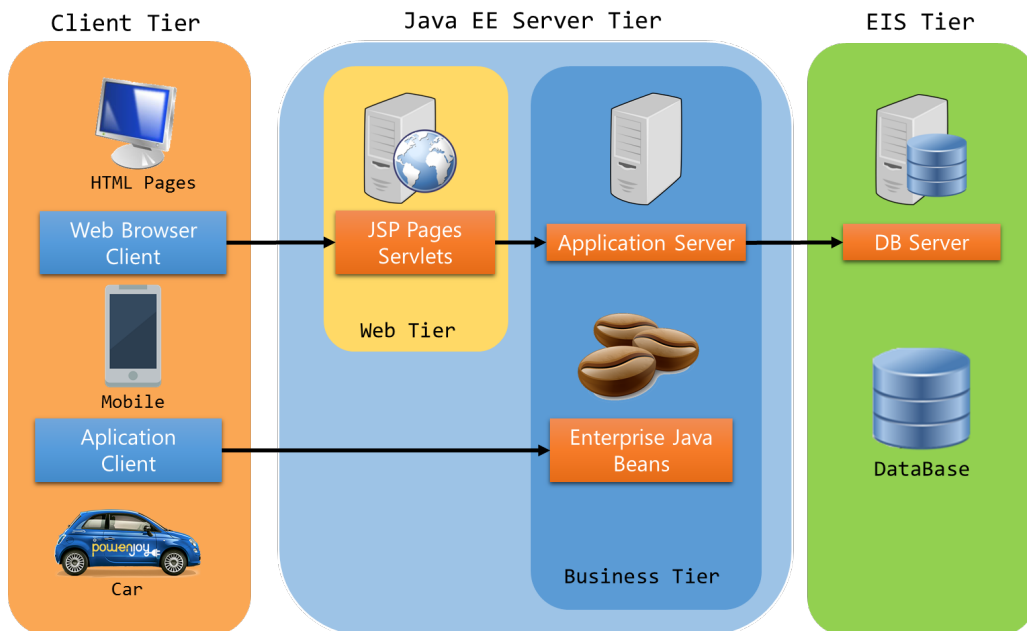 Client Tier
Java EE Server Tier
EIS Tier
HTML Pages
Web Browser
Client
JSP Pages
Servlets
Application Server
DB Server
Web Tier
Mobile
Aplication
Client
Enterprise Java
Beans
DataBase
powenjoy
Car
Business Tier